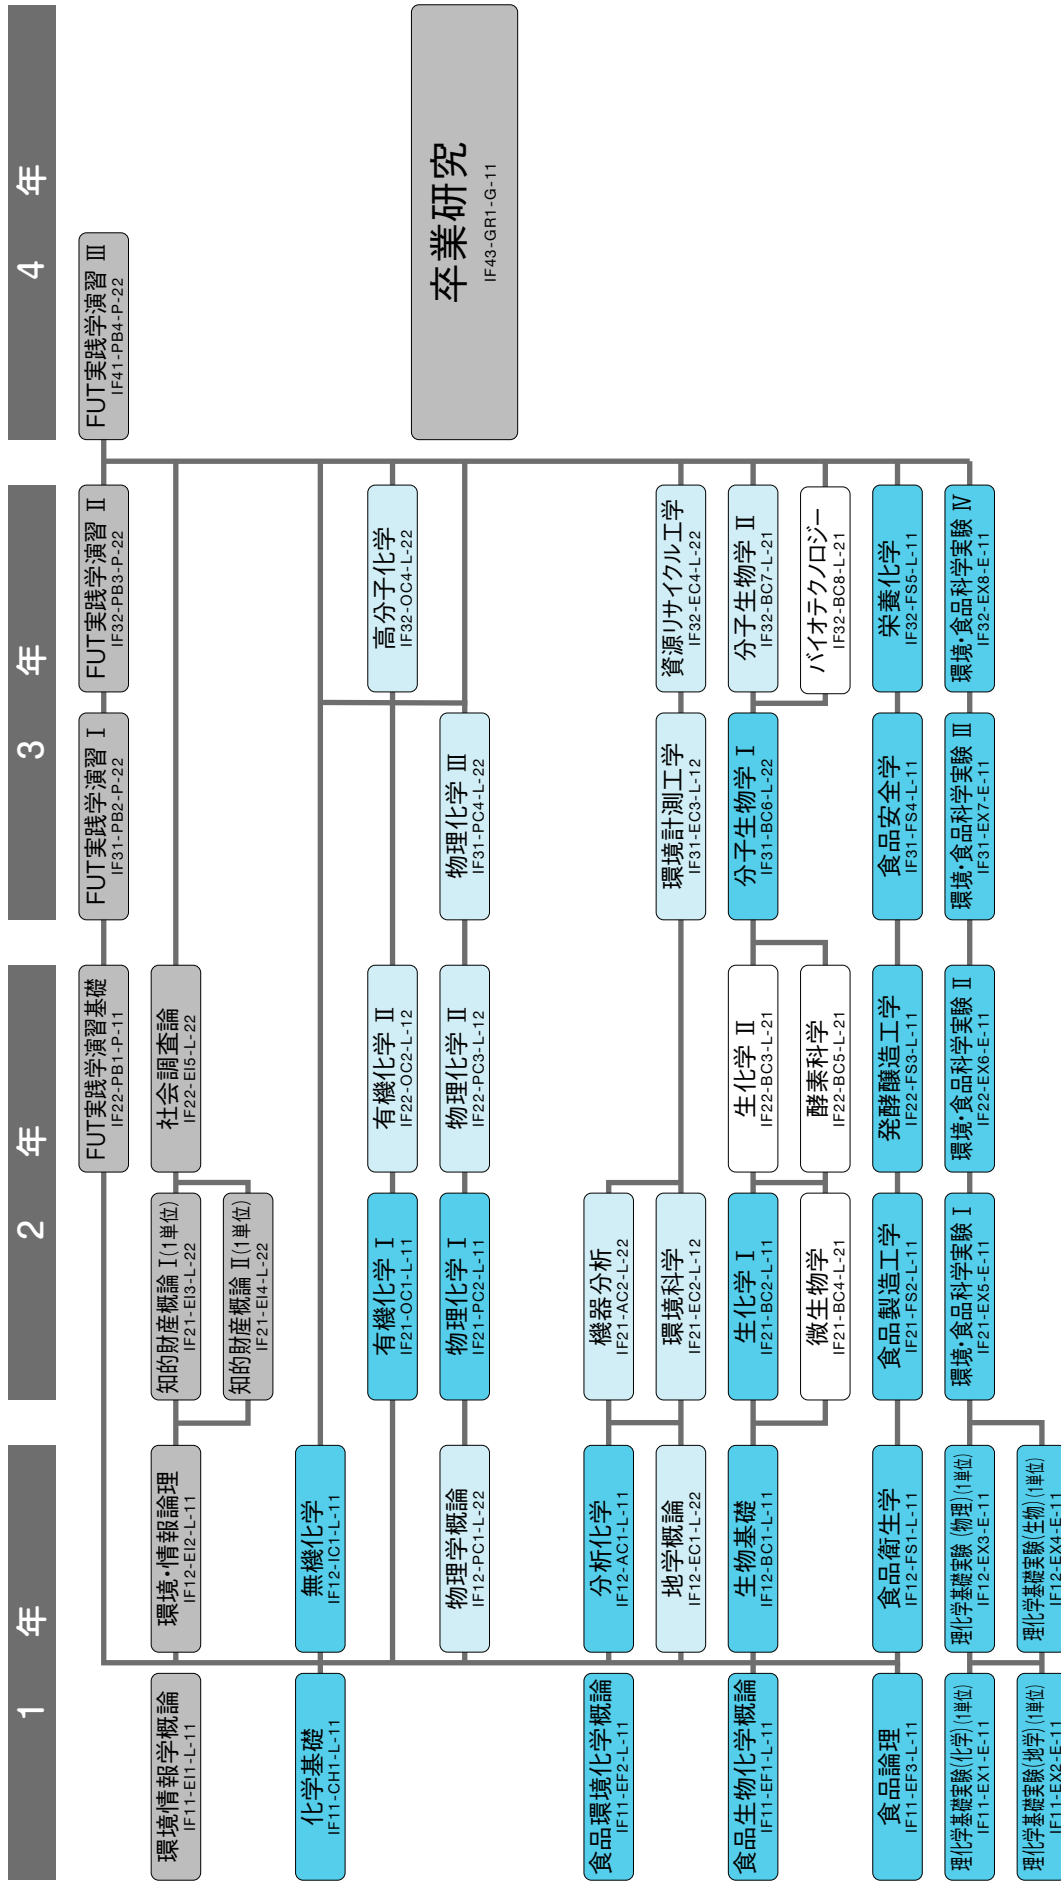 1 年
2 年
3 年
4 年
FUT実践学演習基礎
IF22-PB1-P-11
FUT実践学演習 Ⅰ
IF31-PB2-P-22
FUT実践学演習 Ⅱ
IF32-PB3-P-22
FUT実践学演習 Ⅲ
IF41-PB4-P-22
環境情報学概論
IF11-EI1-L-11
環境・情報論理
IF12-EI2-L-11
知的財産概論 Ⅰ(1単位)
IF21-EI3-L-22
社会調査論
IF22-EI5-L-22
知的財産概論 Ⅱ(1単位)
IF21-EI4-L-22
化学基礎
IF11-CH1-L-11
無機化学
IF12-IC1-L-11
有機化学 Ⅰ
IF21-OC1-L-11
有機化学 Ⅱ
IF22-OC2-L-12
高分子化学
IF32-OC4-L-22
卒業研究
IF43-GR1-G-11
物理学概論
IF12-PC1-L-22
物理化学 Ⅰ
IF21-PC2-L-11
物理化学 Ⅱ
IF22-PC3-L-12
物理化学 Ⅲ
IF31-PC4-L-22
食品環境化学概論
IF11-EF2-L-11
分析化学
IF12-AC1-L-11
機器分析
IF21-AC2-L-22
地学概論
IF12-EC1-L-22
環境科学
IF21-EC2-L-12
環境計測工学
IF31-EC3-L-12
資源リサイクル工学
IF32-EC4-L-22
食品生物化学概論
IF11-EF1-L-11
生物基礎
IF12-BC1-L-11
生化学 Ⅰ
IF21-BC2-L-11
生化学 Ⅱ
IF22-BC3-L-21
分子生物学 Ⅰ
IF31-BC6-L-22
分子生物学 Ⅱ
IF32-BC7-L-21
微生物学
IF21-BC4-L-21
酵素科学
IF22-BC5-L-21
バイオテクノロジー
IF32-BC8-L-21
食品論理
IF11-EF3-L-11
食品衛生学
IF12-FS1-L-11
食品製造工学
IF21-FS2-L-11
発酵醸造工学
IF22-FS3-L-11
食品安全学
IF31-FS4-L-11
栄養化学
IF32-FS5-L-11
理化学基礎実験(化学)(1単位)
IF11-EX1-E-11
理化学基礎実験(物理)(1単位)
IF12-EX3-E-11
環境・食品科学実験 Ⅰ
IF21-EX5-E-11
環境・食品科学実験 Ⅱ
IF22-EX6-E-11
環境・食品科学実験 Ⅲ
IF31-EX7-E-11
環境・食品科学実験 Ⅳ
IF32-EX8-E-11
理化学基礎実験(地学)(1単位)
IF11-EX2-E-11
理化学基礎実験(生物)(1単位)
IF12-EX4-E-11